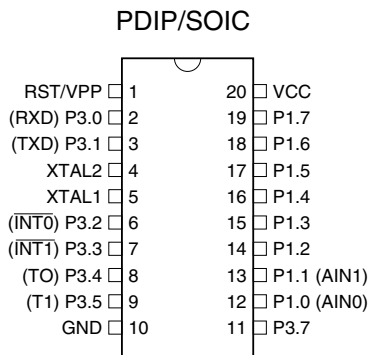 PDIP/SOIC
RST/VPP 1 20 VCC
(RXD) P3.0 2 19 P1.7
(TXD) P3.1 3 18 P1.6
XTAL2 4 17 P1.5
XTAL1 5 16 P1.4
(I̅N̅T̅0̅) P3.2 6 15 P1.3
(I̅N̅T̅1̅) P3.3 7 14 P1.2
(TO) P3.4 8 13 P1.1 (AIN1)
(T1) P3.5 9 12 P1.0 (AIN0)
GND 10 11 P3.7